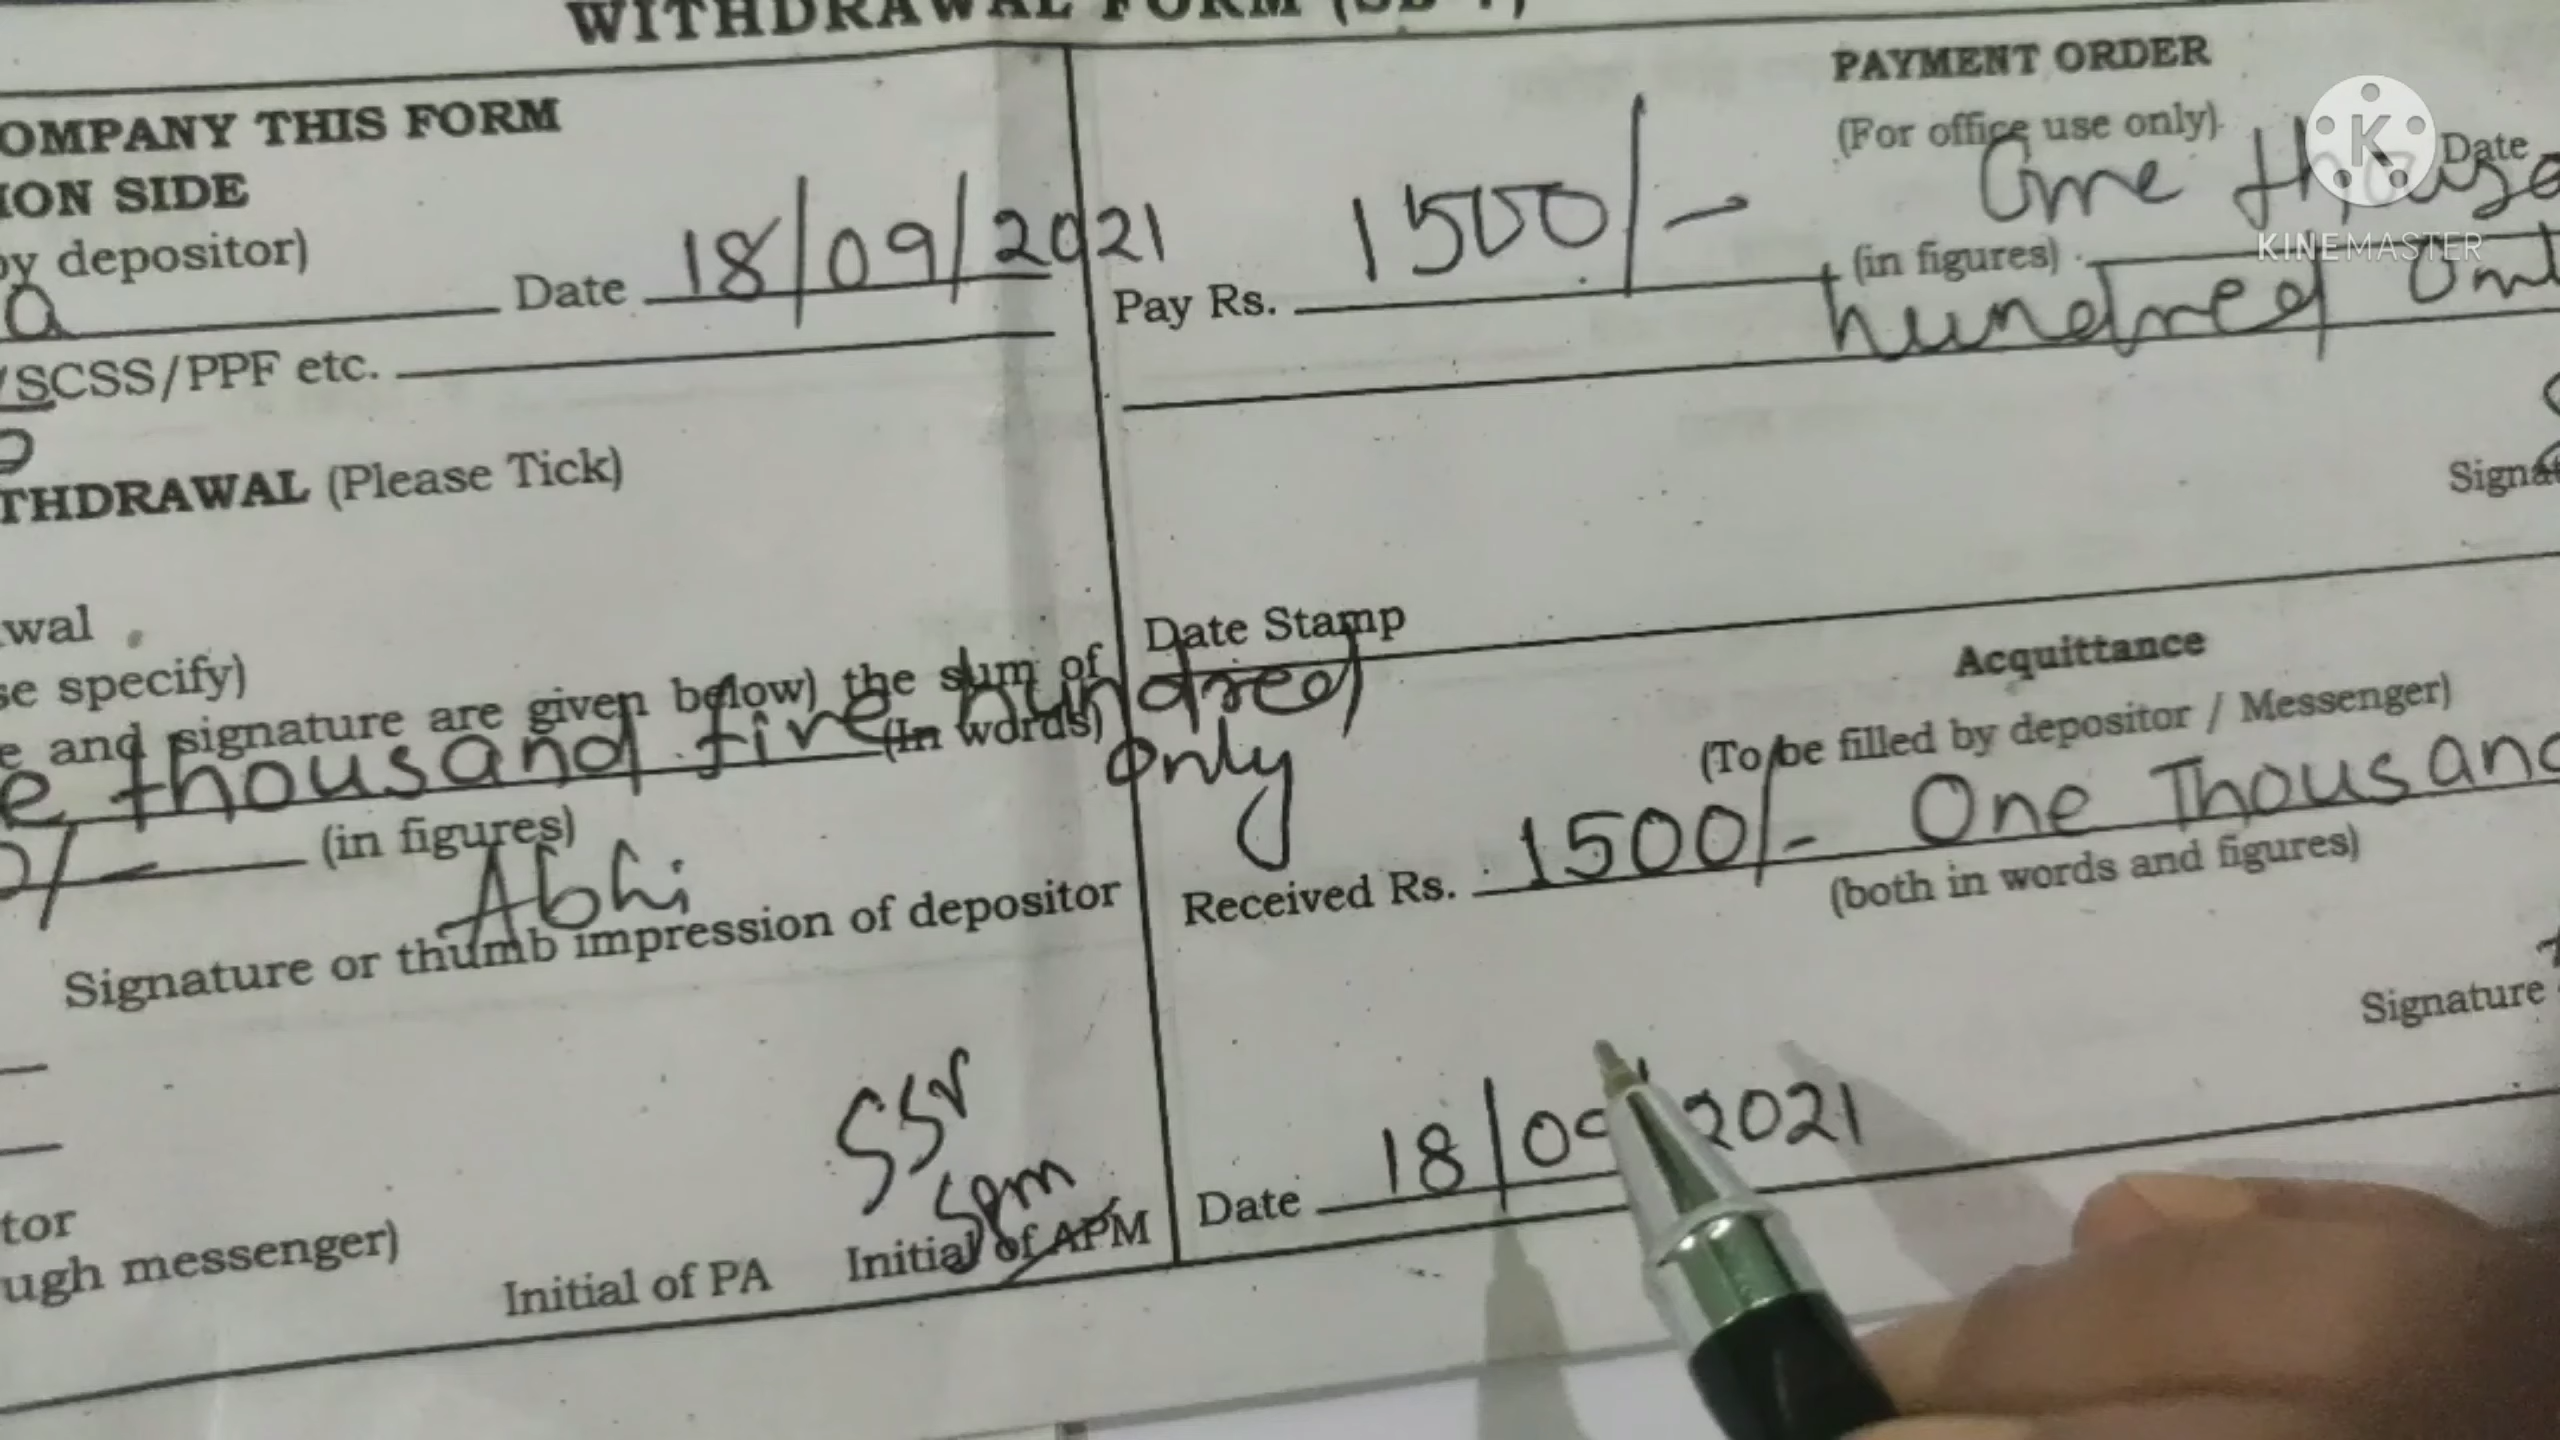 WITHDRAWAL FORM
OMPANY THIS FORM
ION SIDE
by depositor)
a Date 18/09/2021
/SCSS/PPF etc.
THDRAWAL (Please Tick)
se specify)
e and signature are given below) the sum of
e thousand five hundred only (In words)
(in figures)
Abhi
Signature or thumb impression of depositor
SSV
SPM
tor
ugh messenger)
Initial of PA Initial of APM
PAYMENT ORDER
(For office use only)
Date
Pay Rs. 1500/- (in figures) One
hundred
Date Stamp
Acquittance
(To be filled by depositor / Messenger)
Received Rs. 1500/- One Thousand
(both in words and figures)
Signature
Date 18/09/2021
K
KINEMASTER